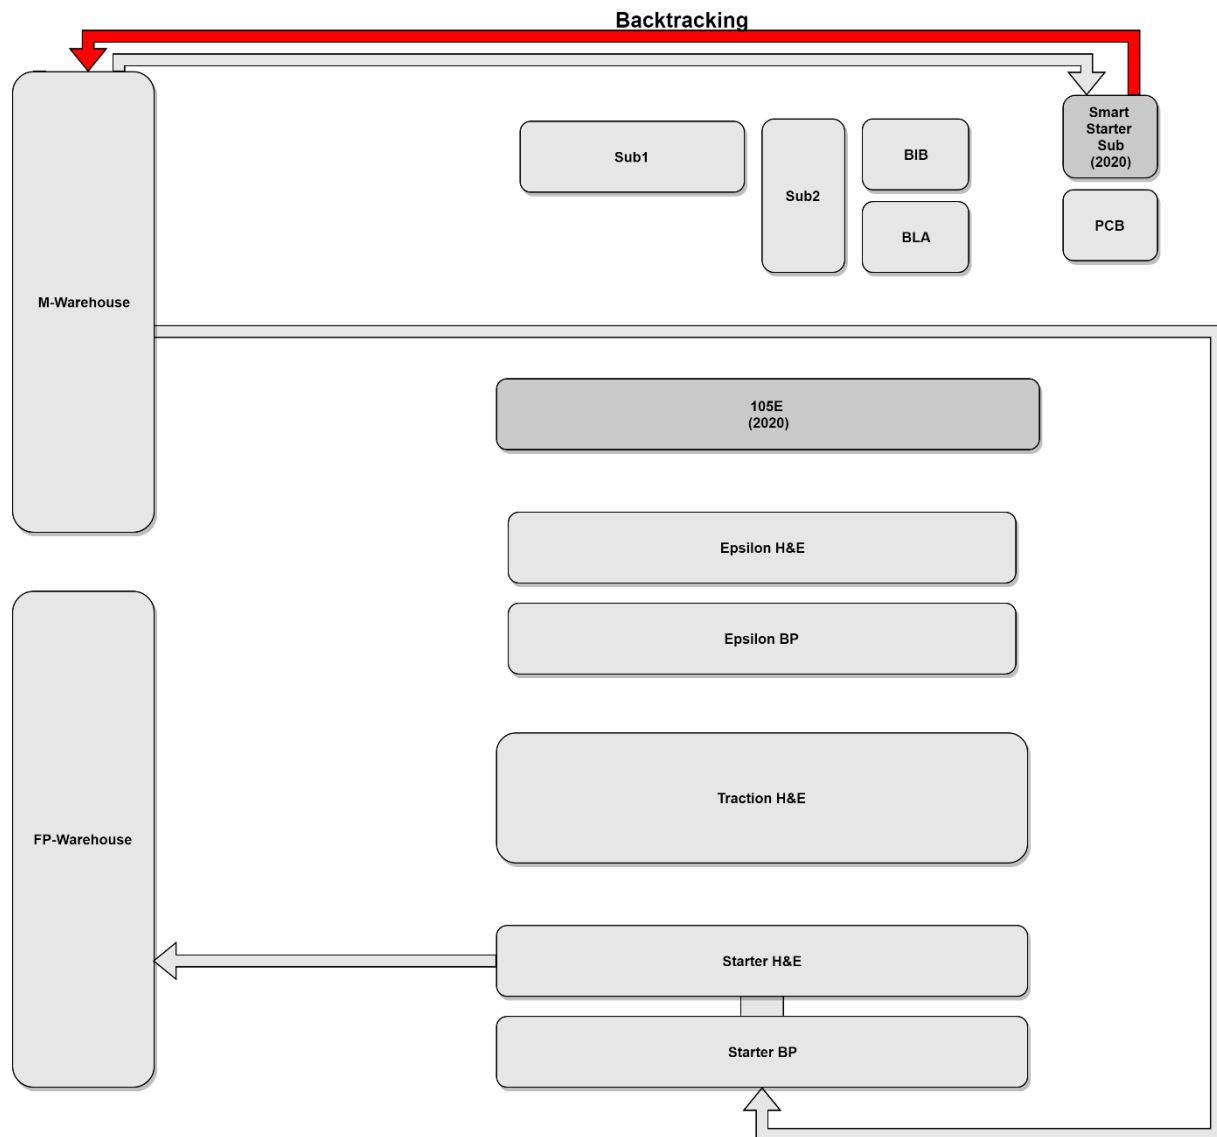 Backtracking
Smart
Starter
Sub
(2020)
Sub1
Sub2
BIB
BLA
PCB
M-Warehouse
105E
(2020)
Epsilon H&E
Epsilon BP
Traction H&E
FP-Warehouse
Starter H&E
Starter BP